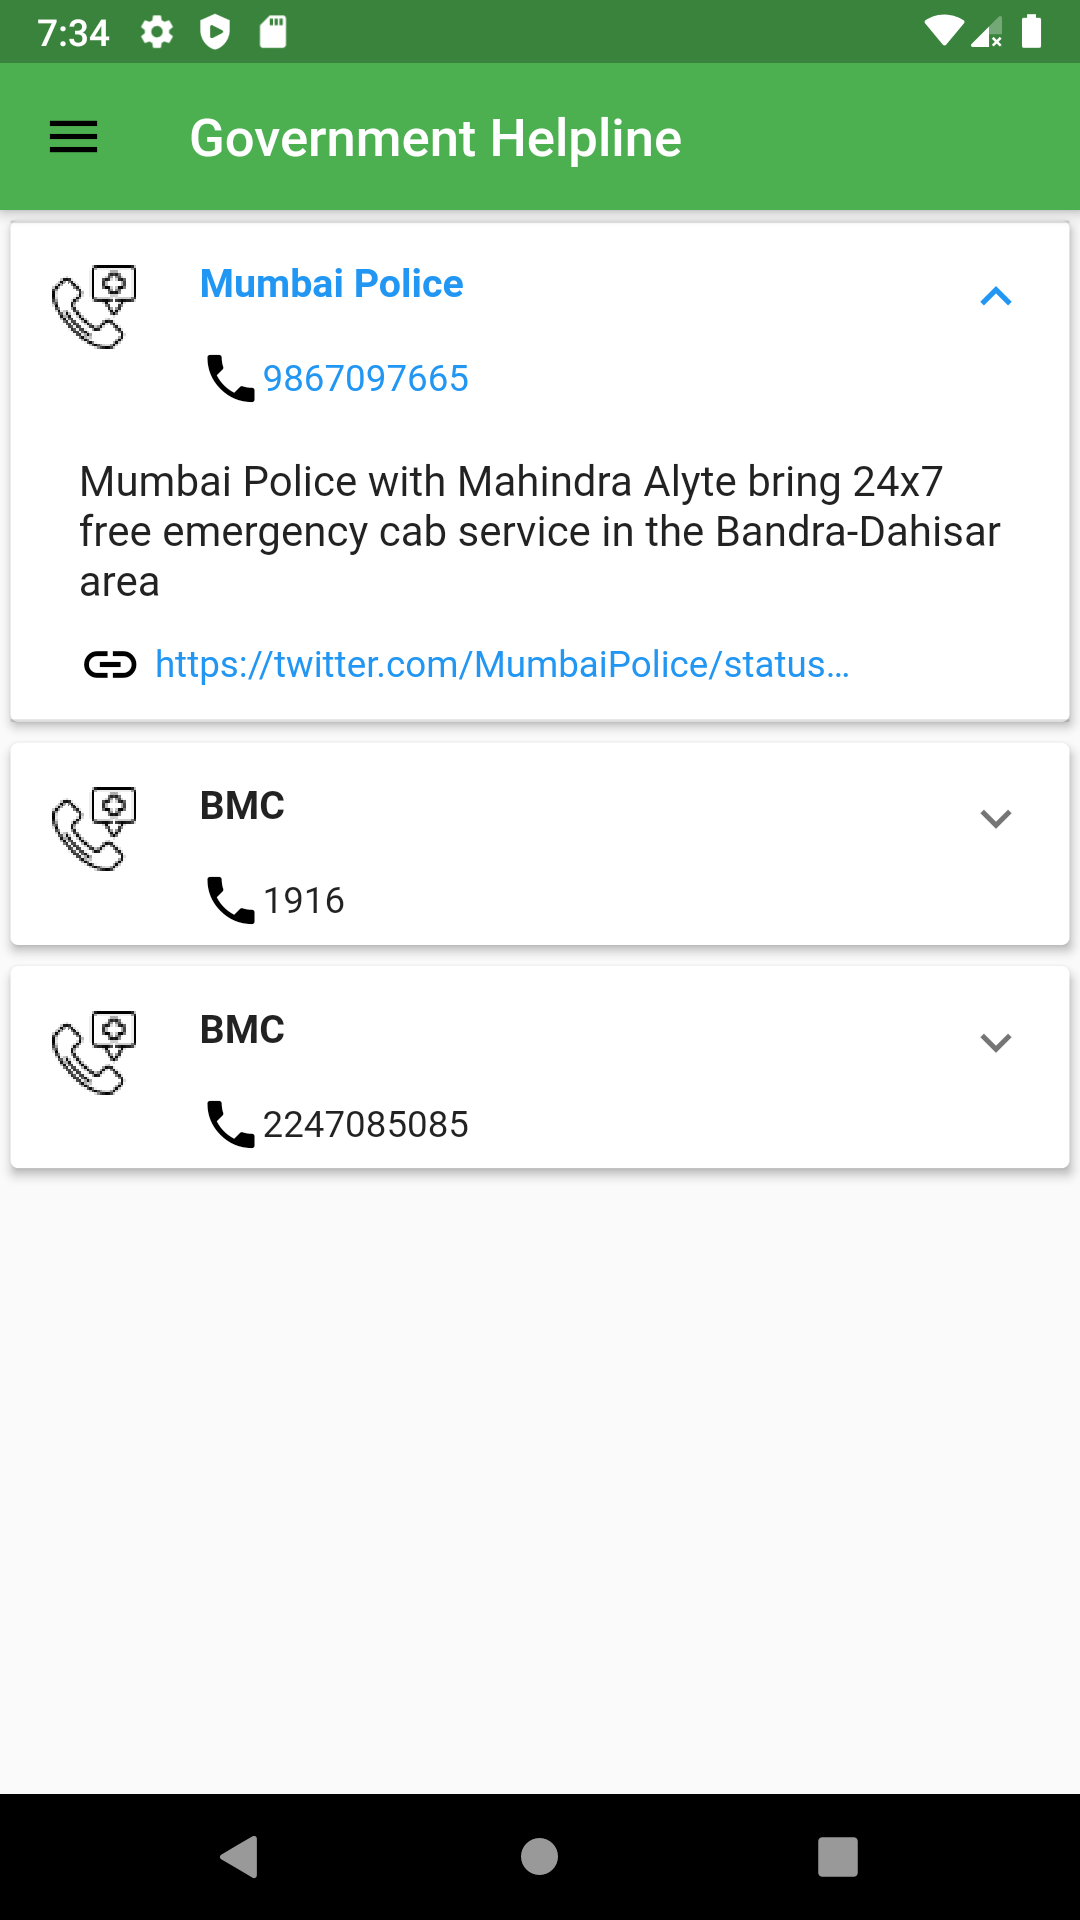 7:34
Government Helpline
Mumbai Police
9867097665
Mumbai Police with Mahindra Alyte bring 24x7
free emergency cab service in the Bandra-Dahisar
area
https://twitter.com/MumbaiPolice/status...
BMC
1916
BMC
2247085085